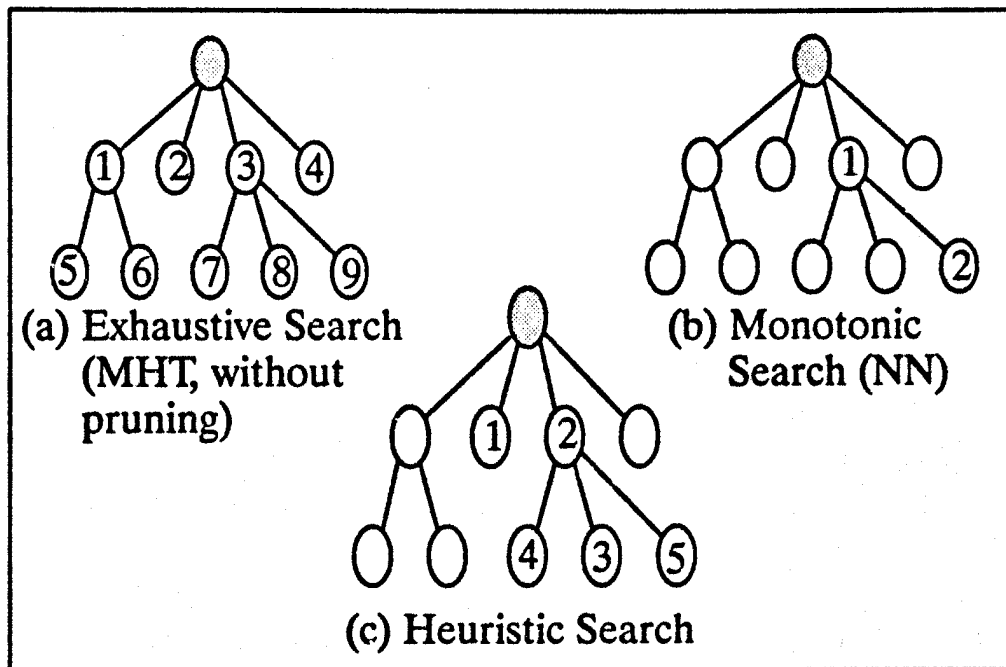 1 2 3 4
5 6 7 8 9
(a) Exhaustive Search
(MHT, without
pruning)
1
2
(b) Monotonic
Search (NN)
1 2
4 3 5
(c) Heuristic Search